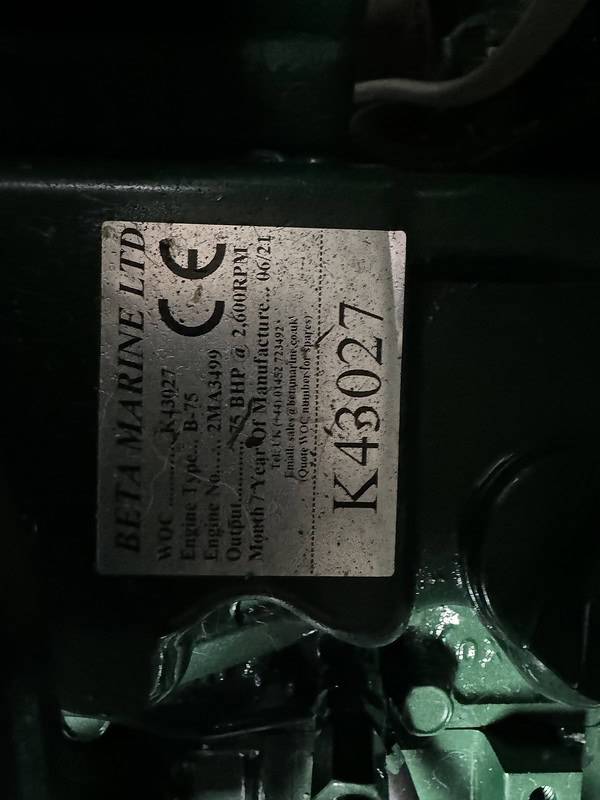 BETA MARINE LTD
CE
WOC ............K43027
Engine Type... B-75
Engine No...... 2MA3499
Output............ 75 BHP @ 2,600RPM
Month / Year Of Manufacture... 06/21
Tel: UK (+44) 01452 723492
Email: sales@betamarine.co.uk
(Quote WOC number for spares)
K43027